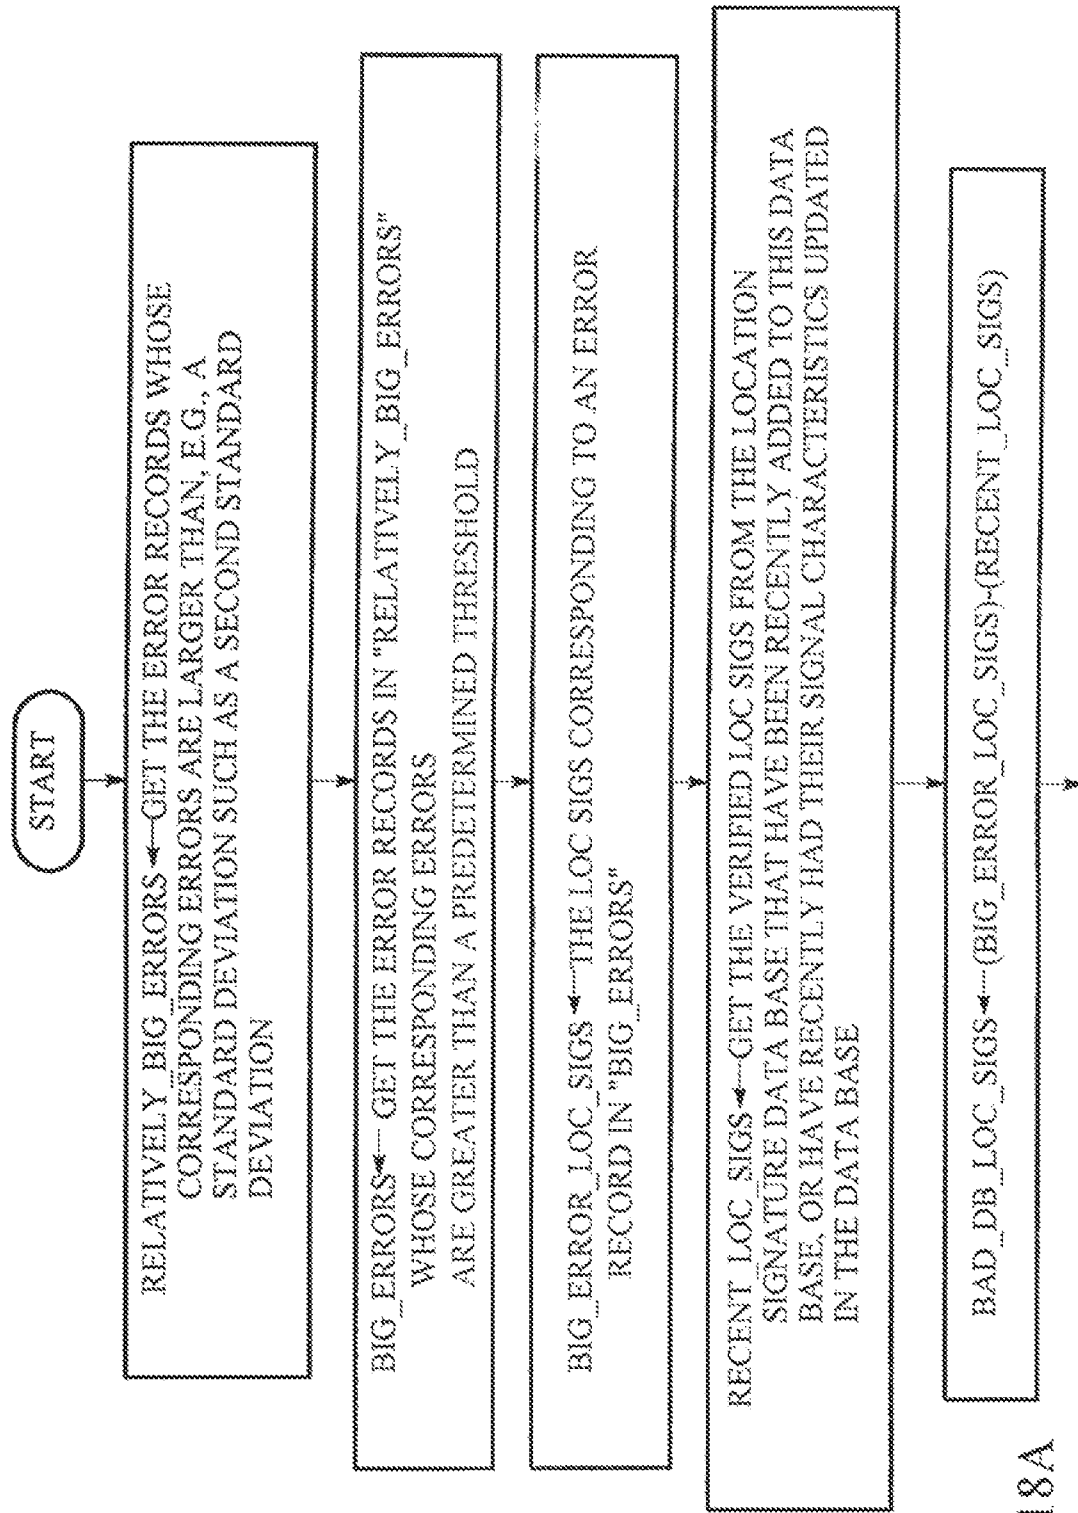 START
RELATIVELY_BIG_ERRORS ← GET THE ERROR RECORDS WHOSE
CORRESPONDING ERRORS ARE LARGER THAN, E.G., A
STANDARD DEVIATION SUCH AS A SECOND STANDARD
DEVIATION
BIG_ERRORS ← GET THE ERROR RECORDS IN "RELATIVELY_BIG_ERRORS"
WHOSE CORRESPONDING ERRORS
ARE GREATER THAN A PREDETERMINED THRESHOLD
BIG_ERROR_LOC_SIGS ← THE LOC SIGS CORRESPONDING TO AN ERROR
RECORD IN "BIG_ERRORS"
RECENT_LOC_SIGS ← GET THE VERIFIED LOC SIGS FROM THE LOCATION
SIGNATURE DATA BASE THAT HAVE BEEN RECENTLY ADDED TO THIS DATA
BASE, OR HAVE RECENTLY HAD THEIR SIGNAL CHARACTERISTICS UPDATED
IN THE DATA BASE
BAD_DB_LOC_SIGS ← (BIG_ERROR_LOC_SIGS)-(RECENT_LOC_SIGS)
18A